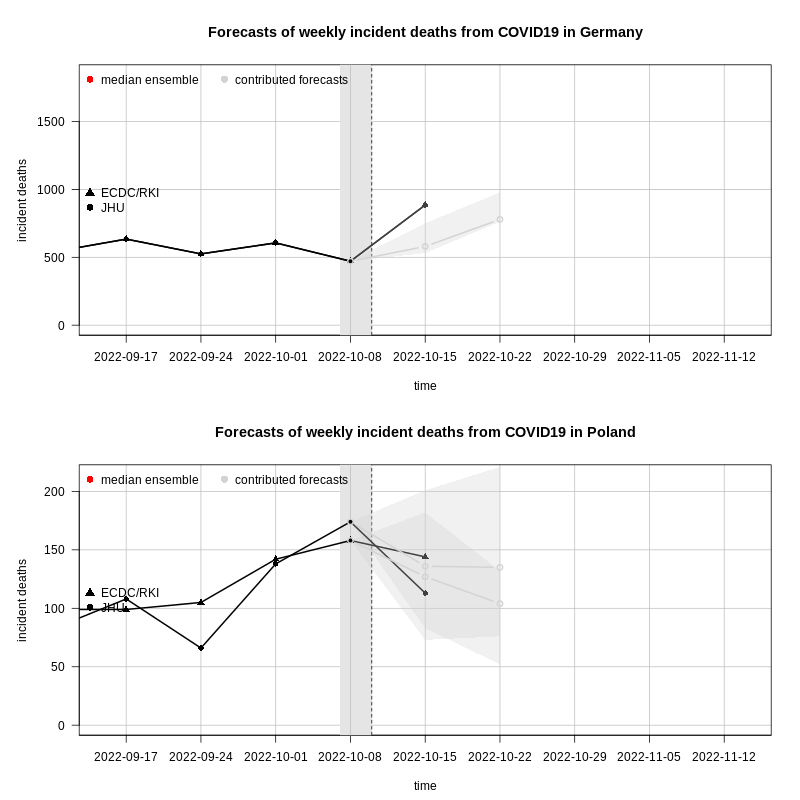 Forecasts of weekly incident deaths from COVID19 in Germany
median ensemble contributed forecasts
1500
1000
500
0
incident deaths
ECDC/RKI
JHU
2022-09-17 2022-09-24 2022-10-01 2022-10-08 2022-10-15 2022-10-22 2022-10-29 2022-11-05 2022-11-12
time
Forecasts of weekly incident deaths from COVID19 in Poland
median ensemble contributed forecasts
200
150
100
50
0
incident deaths
ECDC/RKI
JHU
2022-09-17 2022-09-24 2022-10-01 2022-10-08 2022-10-15 2022-10-22 2022-10-29 2022-11-05 2022-11-12
time